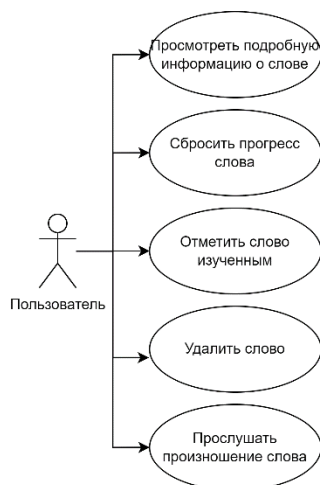 Просмотреть подробную
информацию о слове
Сбросить прогресс
слова
Отметить слово
изученным
Пользователь
Удалить слово
Прослушать
произношение слова